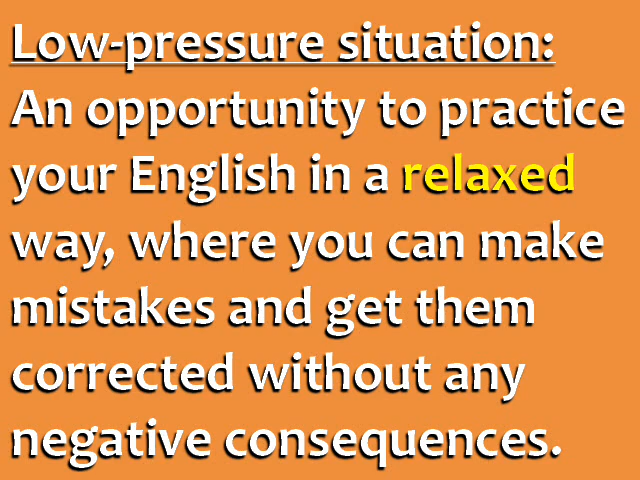 Low-pressure situation:
An opportunity to practice
your English in a relaxed
way, where you can make
mistakes and get them
corrected without any
negative consequences.